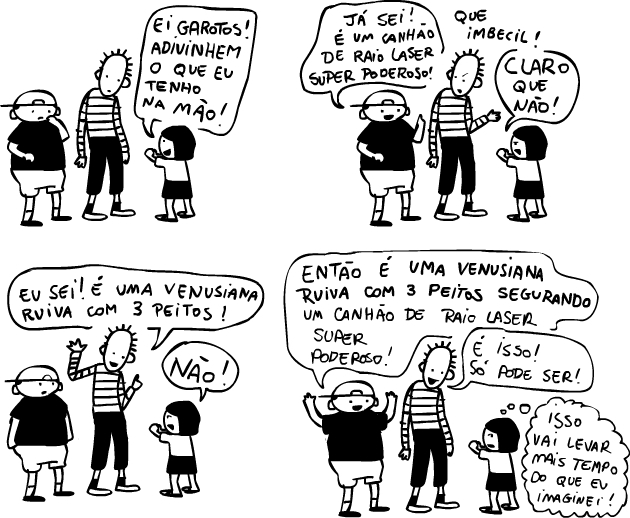 EI GAROTOS!
ADIVINHEM
O QUE EU
TENHO
NA MÃO!
JÁ SEI!
É UM CANHÃO
DE RAIO LASER
SUPER PODEROSO!
QUE
IMBECIL!
CLARO
QUE
NÃO!
EU SEI! É UMA VENUSIANA
RUIVA COM 3 PEITOS!
NÃO!
ENTÃO É UMA VENUSIANA
RUIVA COM 3 PEITOS SEGURANDO
UM CANHÃO DE RAIO LASER
SUPER
PODEROSO!
É ISSO!
SÓ PODE SER!
ISSO
VAI LEVAR
MAIS TEMPO
DO QUE EU
IMAGINEI!